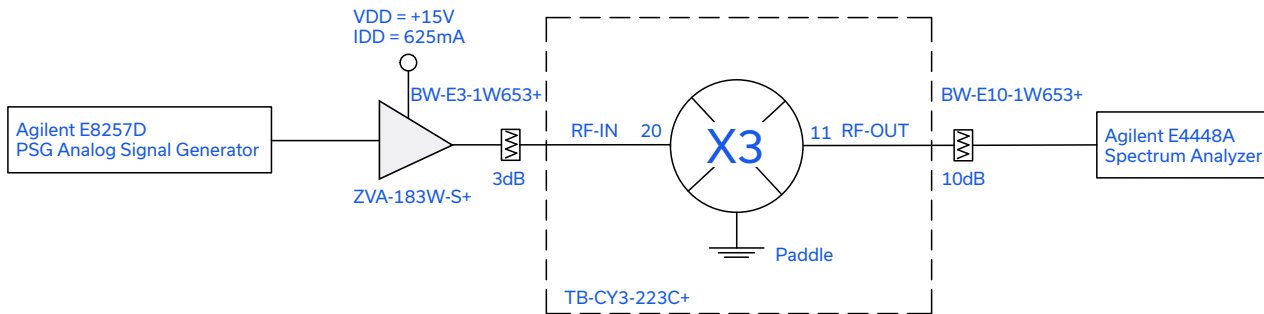 VDD = +15V
IDD = 625mA
BW-E3-1W653+
BW-E10-1W653+
Agilent E8257D
PSG Analog Signal Generator
RF-IN 20
X3
11 RF-OUT
Agilent E4448A
Spectrum Analyzer
3dB
10dB
ZVA-183W-S+
Paddle
TB-CY3-223C+